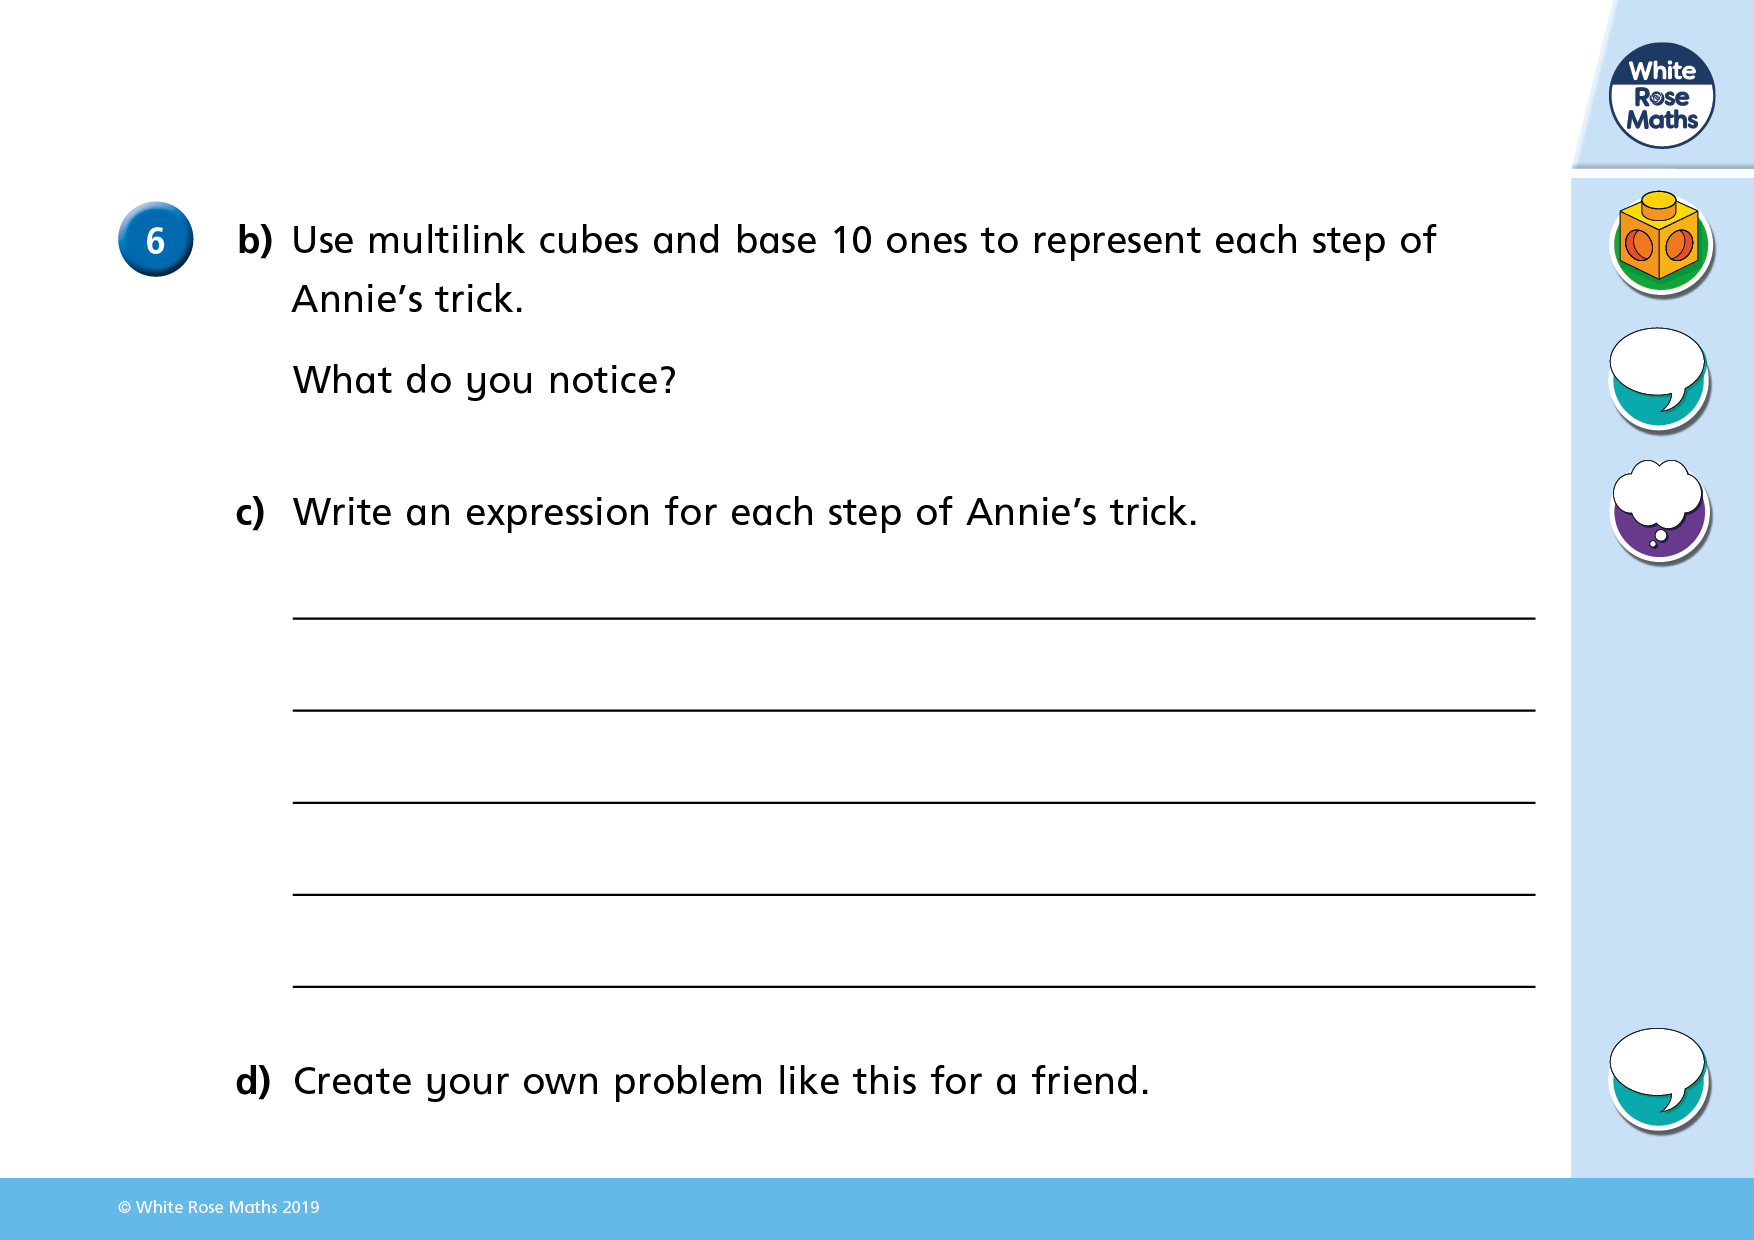 White
Rose
Maths
6
b) Use multilink cubes and base 10 ones to represent each step of
Annie’s trick.
What do you notice?
c) Write an expression for each step of Annie’s trick.
d) Create your own problem like this for a friend.
© White Rose Maths 2019